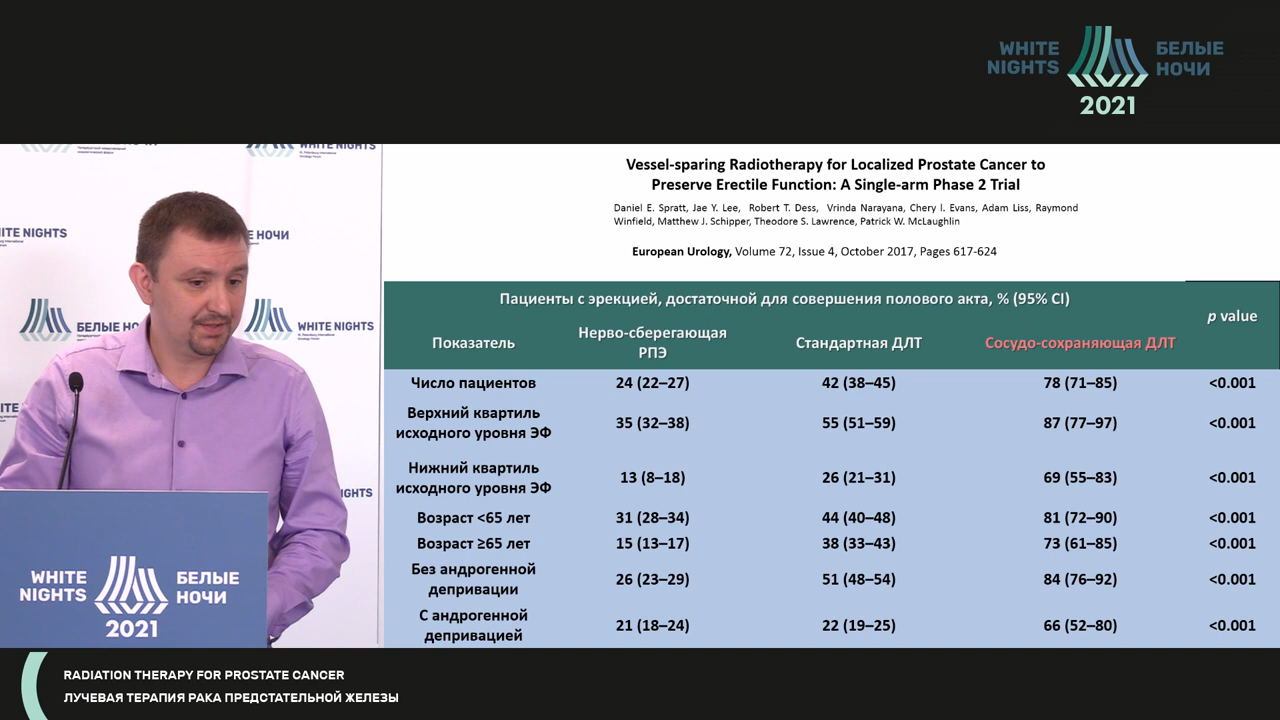 WHITE
NIGHTS
БЕЛЫЕ
НОЧИ
2021
WHITE NIGHTS
NIGHTS
НОЧИ
БЕЛЫЕ НО
WHITE NIGHTS
WHITE
NIGHTS
БЕЛЫЕ
НОЧИ
2021
Vessel-sparing Radiotherapy for Localized Prostate Cancer to
Preserve Erectile Function: A Single-arm Phase 2 Trial
Daniel E. Spratt, Jae Y. Lee, Robert T. Dess, Vrinda Narayana, Chery l. Evans, Adam Liss, Raymond
Winfield, Matthew J. Schipper, Theodore S. Lawrence, Patrick W. McLaughlin
European Urology, Volume 72, Issue 4, October 2017, Pages 617-624
Пациенты с эрекцией, достаточной для совершения полового акта, % (95% CI)
p value
Показатель
Нерво-сберегающая
РПЭ
Стандартная ДЛТ
Сосудо-сохраняющая ДЛТ
Число пациентов 24 (22–27) 42 (38–45) 78 (71–85) <0.001
Верхний квартиль
исходного уровня ЭФ
35 (32–38) 55 (51–59) 87 (77–97) <0.001
Нижний квартиль
исходного уровня ЭФ
13 (8–18) 26 (21–31) 69 (55–83) <0.001
Возраст <65 лет 31 (28–34) 44 (40–48) 81 (72–90) <0.001
Возраст ≥65 лет 15 (13–17) 38 (33–43) 73 (61–85) <0.001
Без андрогенной
депривации
26 (23–29) 51 (48–54) 84 (76–92) <0.001
С андрогенной
депривацией
21 (18–24) 22 (19–25) 66 (52–80) <0.001
RADIATION THERAPY FOR PROSTATE CANCER
ЛУЧЕВАЯ ТЕРАПИЯ РАКА ПРЕДСТАТЕЛЬНОЙ ЖЕЛЕЗЫ